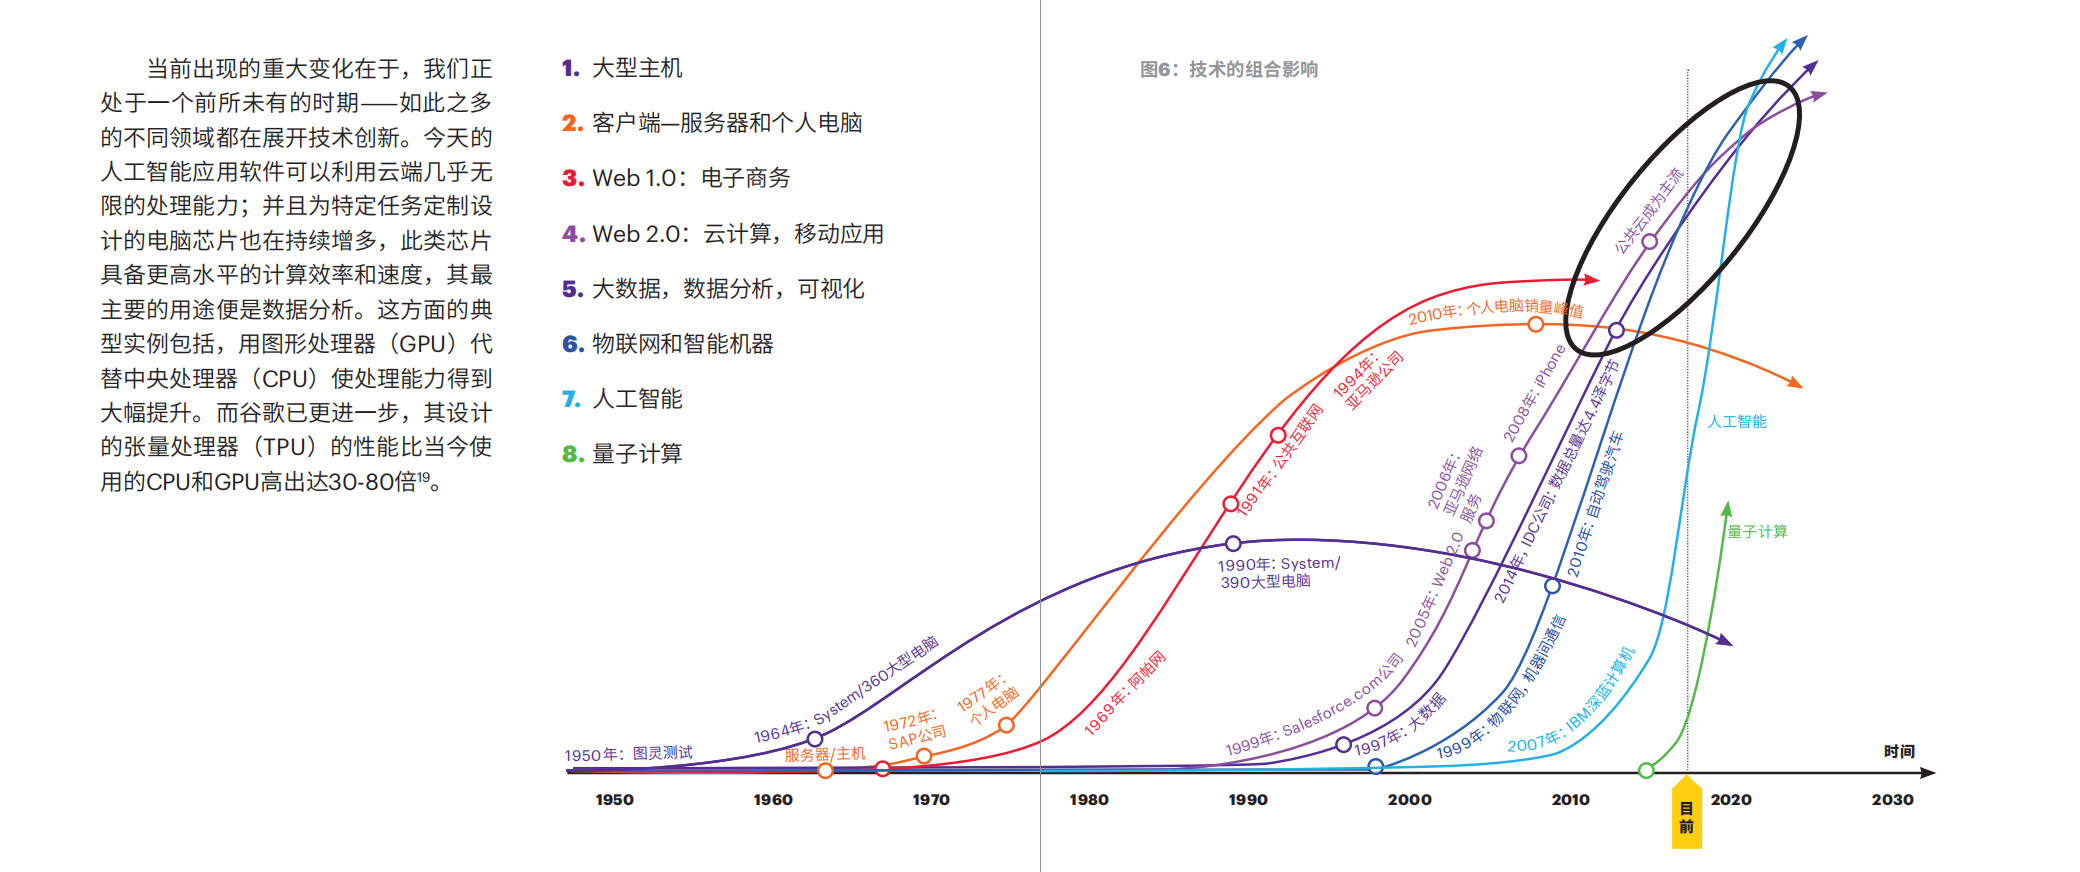 当前出现的重大变化在于，我们正
处于一个前所未有的时期——如此之多
的不同领域都在展开技术创新。今天的
人工智能应用软件可以利用云端几乎无
限的处理能力；并且为特定任务定制设
计的电脑芯片也在持续增多，此类芯片
具备更高水平的计算效率和速度，其最
主要的用途便是数据分析。这方面的典
型实例包括，用图形处理器（GPU）代
替中央处理器（CPU）使处理能力得到
大幅提升。而谷歌已更进一步，其设计
的张量处理器（TPU）的性能比当今使
用的CPU和GPU高出达30-80倍¹⁹。
1. 大型主机
2. 客户端—服务器和个人电脑
3. Web 1.0：电子商务
4. Web 2.0：云计算，移动应用
5. 大数据，数据分析，可视化
6. 物联网和智能机器
7. 人工智能
8. 量子计算
图6：技术的组合影响
1950年：图灵测试
1964年：System/360大型电脑
服务器/主机
1972年：
SAP公司
1977年：
个人电脑
1969年：阿帕网
1990年：System/
390大型电脑
1991年：公共互联网
1994年：
亚马逊公司
2010年：个人电脑销量峰值
1999年：Salesforce.com公司
2005年：Web 2.0
2006年：
亚马逊网络
服务
2008年：iPhone
公共云成为主流
1997年：大数据
2014年，IDC公司：数据总量达4.4泽字节
1999年：物联网，机器间通信
2010年：自动驾驶汽车
2007年：IBM深蓝计算机
人工智能
量子计算
时间
1950
1960
1970
1980
1990
2000
2010
2020
2030
目
前